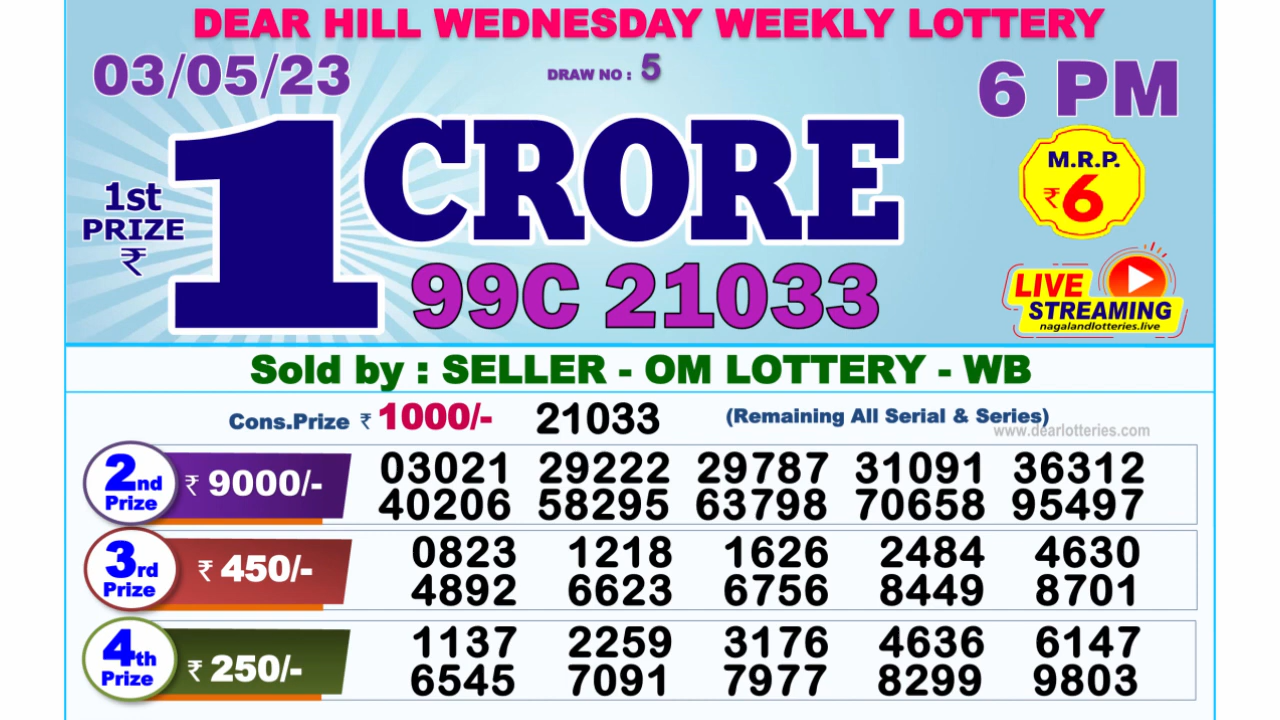 DEAR HILL WEDNESDAY WEEKLY LOTTERY
03/05/23
DRAW NO : 5
6 PM
1st
PRIZE
₹
1 CRORE
99C 21033
M.R.P.
₹6
LIVE
STREAMING
nagalandlotteries.live
Sold by : SELLER - OM LOTTERY - WB
Cons.Prize ₹ 1000/- 21033 (Remaining All Serial & Series)
www.dearlotteries.com
2nd Prize ₹ 9000/-
03021 29222 29787 31091 36312
40206 58295 63798 70658 95497
3rd Prize ₹ 450/-
0823 1218 1626 2484 4630
4892 6623 6756 8449 8701
4th Prize ₹ 250/-
1137 2259 3176 4636 6147
6545 7091 7977 8299 9803